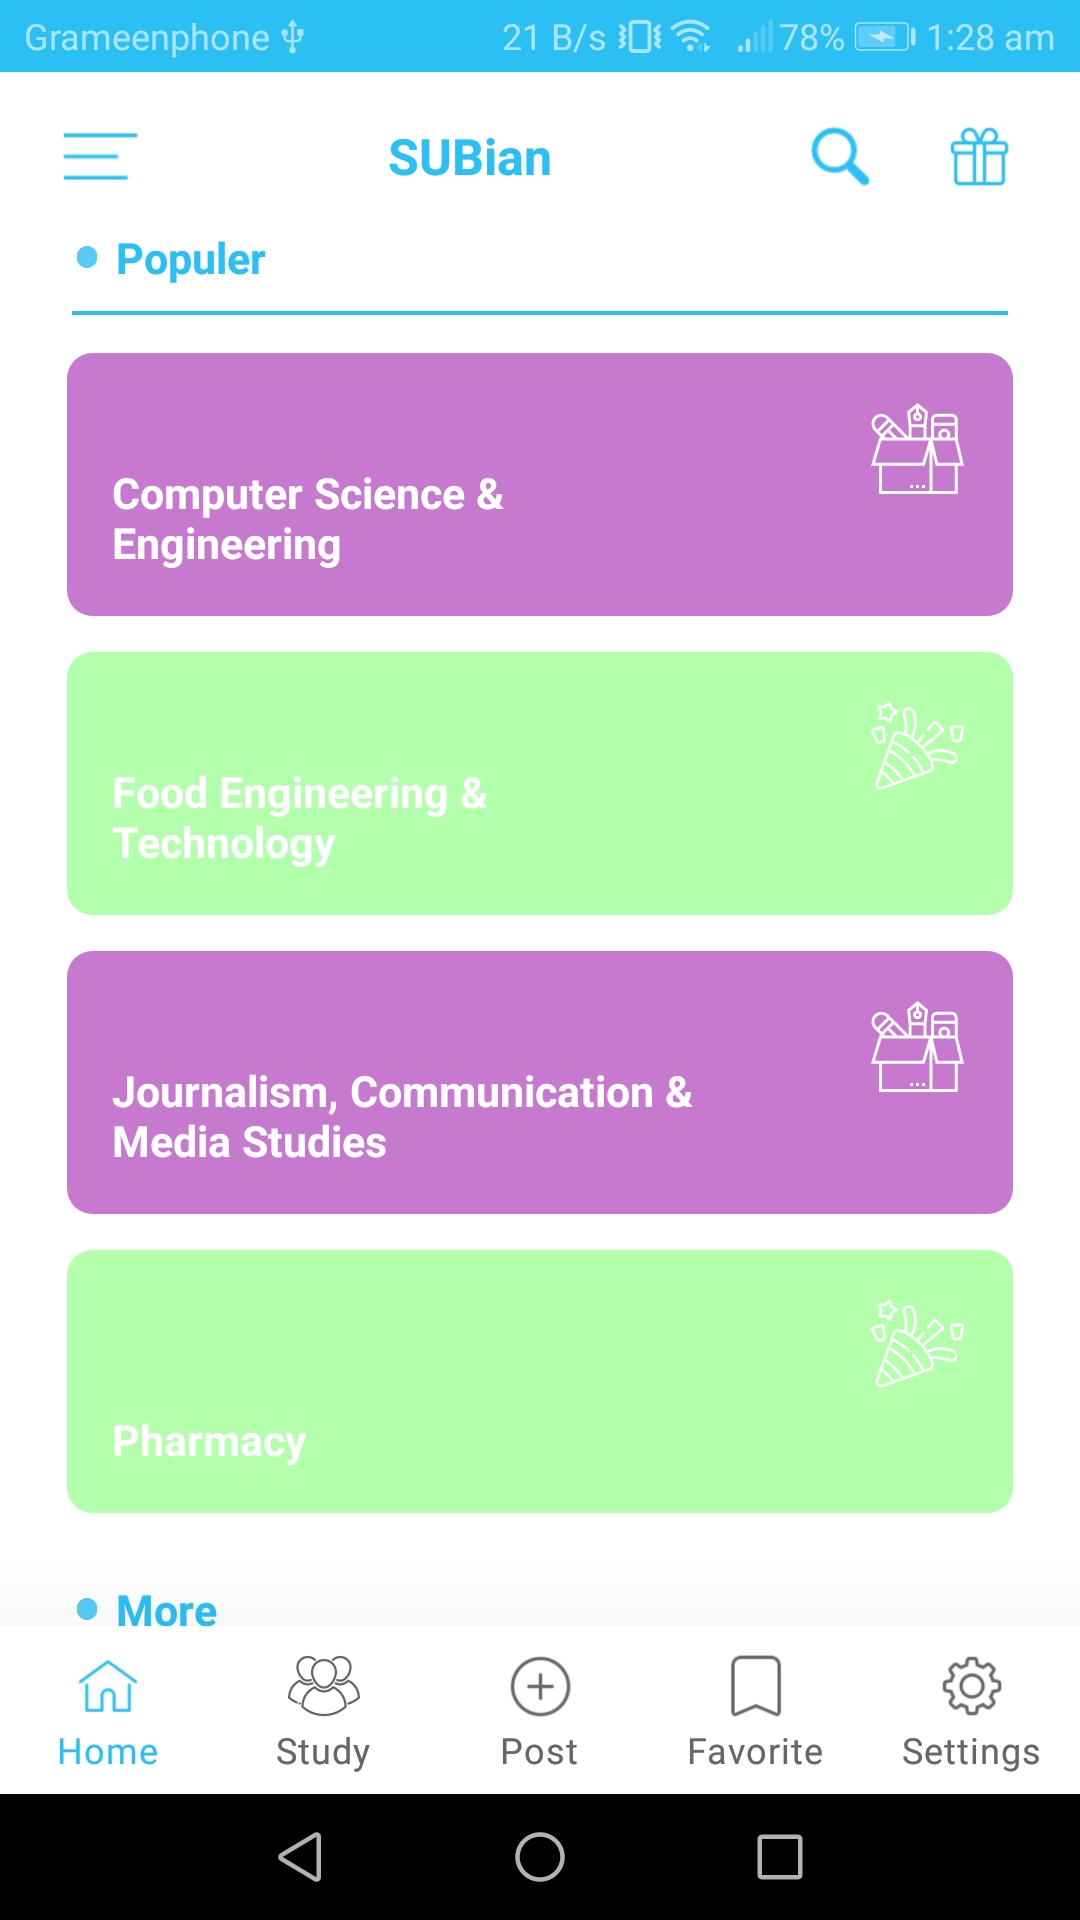 Grameenphone 21 B/s 78% 1:28 am
SUBian
Populer
Computer Science &
Engineering
Food Engineering &
Technology
Journalism, Communication &
Media Studies
Pharmacy
More
Home Study Post Favorite Settings